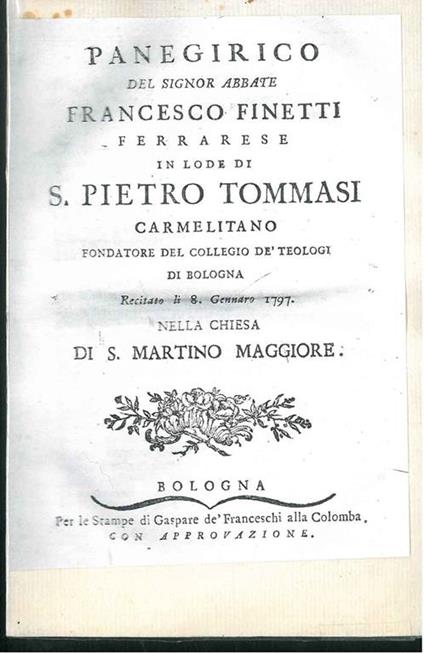 PANEGIRICO
DEL SIGNOR ABBATE
FRANCESCO FINETTI
FERRARESE
IN LODE DI
S. PIETRO TOMMASI
CARMELITANO
FONDATORE DEL COLLEGIO DE' TEOLOGI
DI BOLOGNA
Recitato li 8. Gennaro 1797.
NELLA CHIESA
DI S. MARTINO MAGGIORE.
BOLOGNA
Per le Stampe di Gaspare de' Franceschi alla Colomba.
CON APPROVAZIONE.